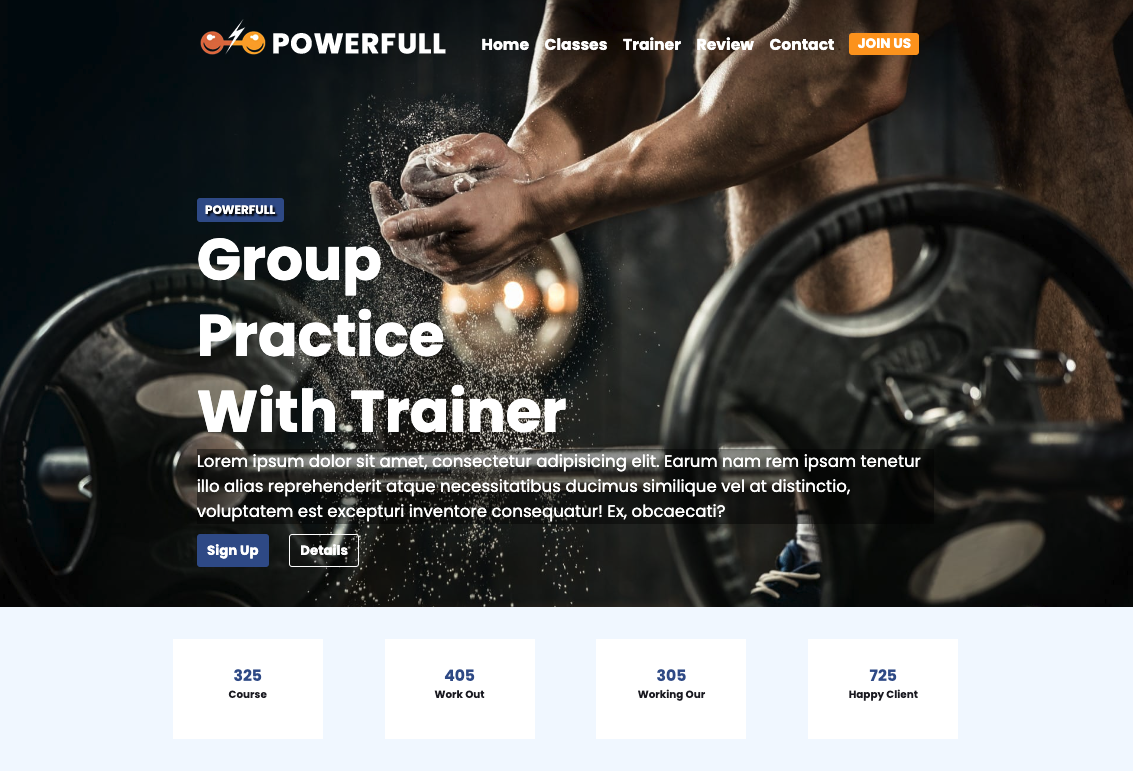 POWERFULL
Home Classes Trainer Review Contact JOIN US
POWERFULL
Group
Practice
With Trainer
Lorem ipsum dolor sit amet, consectetur adipisicing elit. Earum nam rem ipsam tenetur
illo alias reprehenderit atque necessitatibus ducimus similique vel at distinctio,
voluptatem est excepturi inventore consequatur! Ex, obcaecati?
Sign Up Details
325 405 305 725
Course Work Out Working Our Happy Client